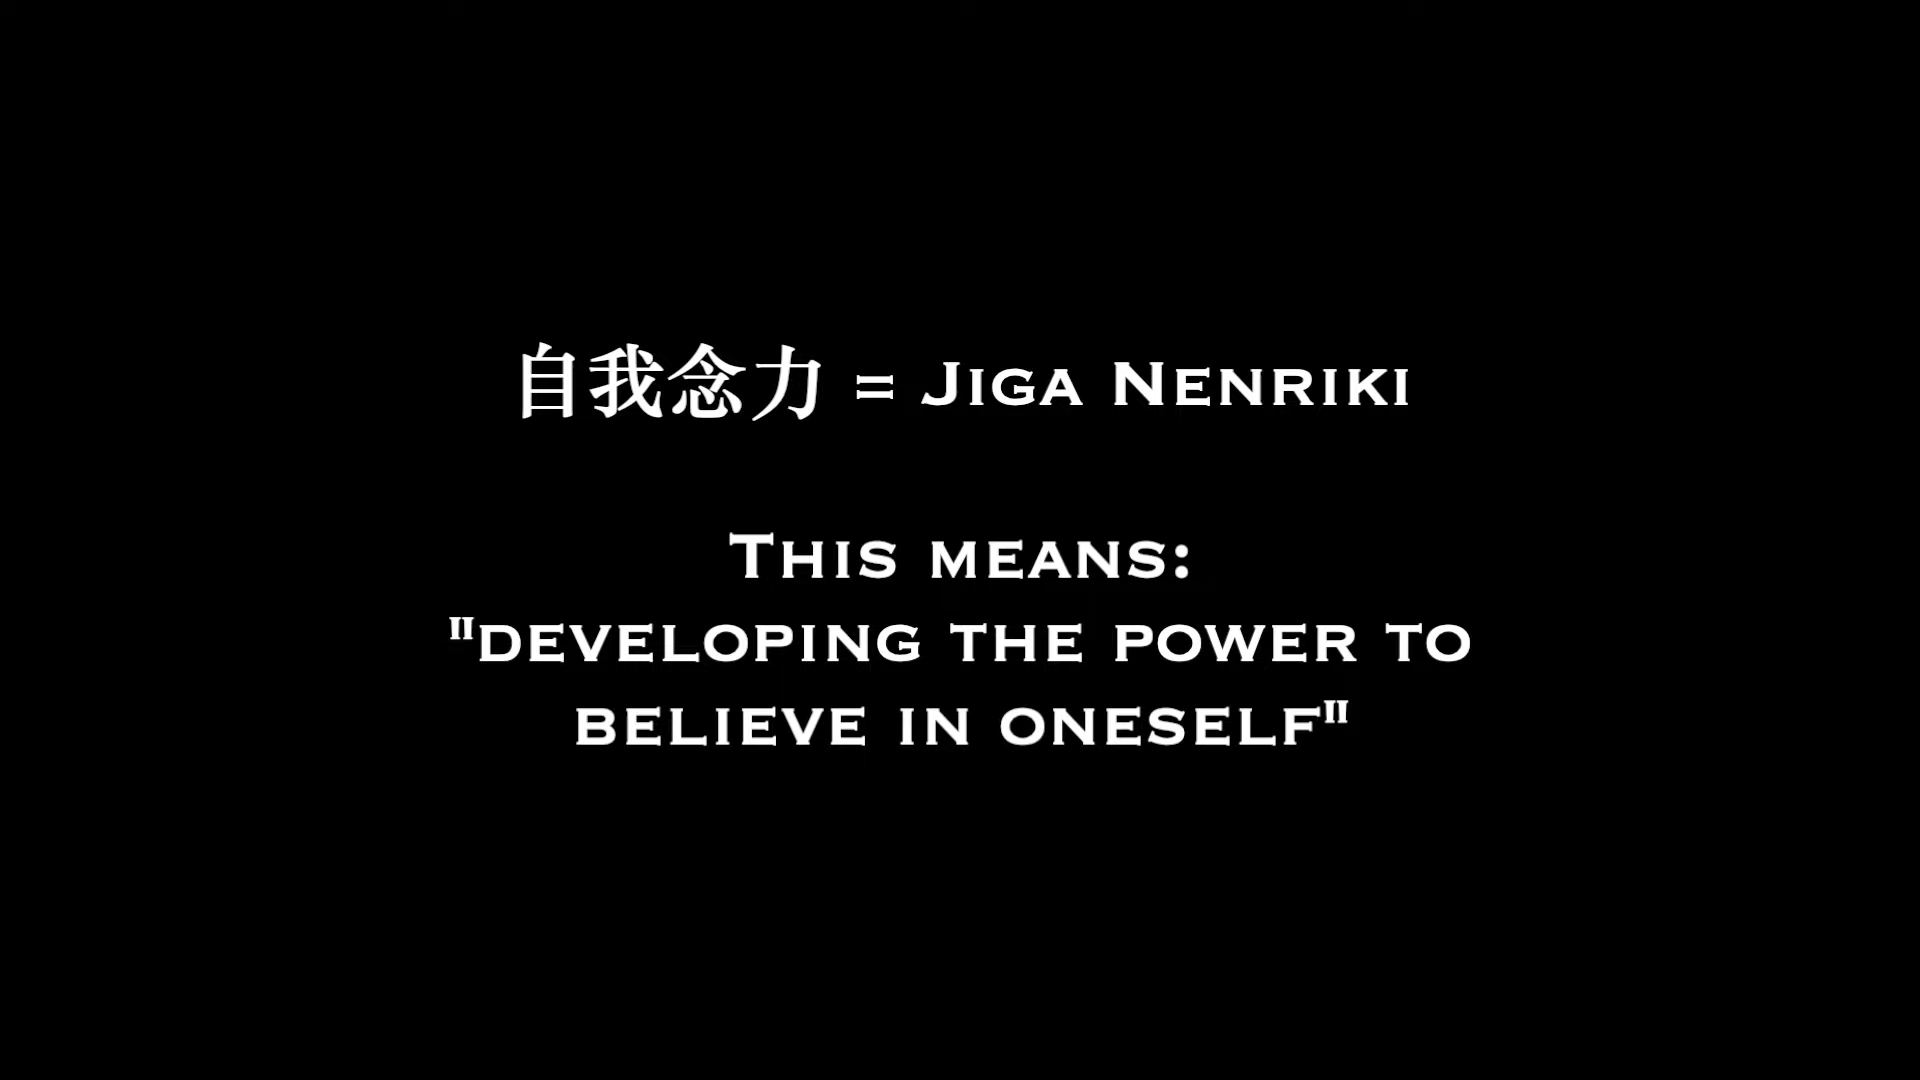 自我念力 = Jiga Nenriki
This means:
"developing the power to
believe in oneself"